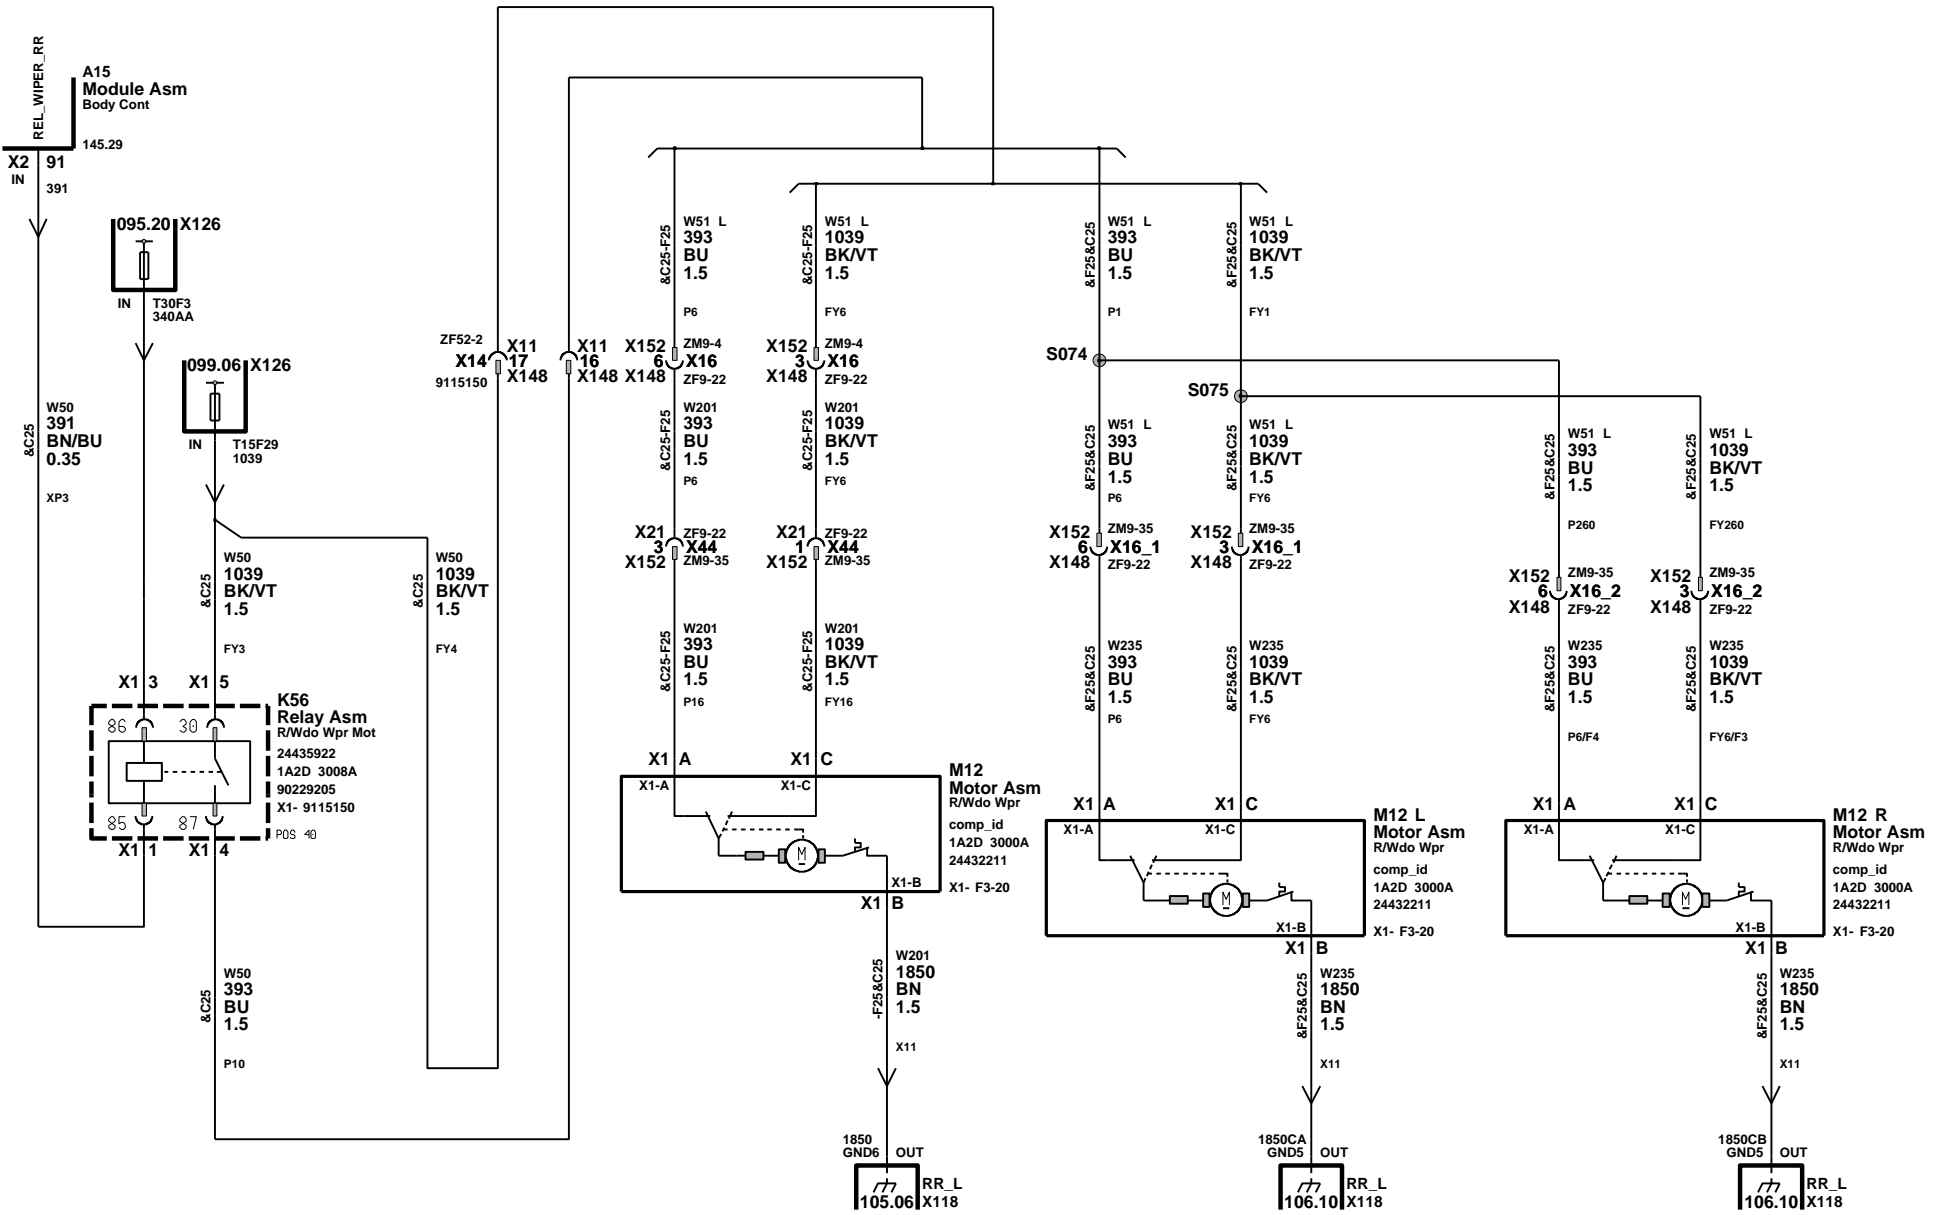 REL_WIPER_RR
A15
Module Asm
Body Cont
145.29
X2 91
IN
391
095.20 X126
IN T30F3
340AA
099.06 X126
IN T15F29
1039
&C25
W50
391
BN/BU
0.35
XP3
&C25
W50
1039
BK/VT
1.5
FY3
&C25
W50
1039
BK/VT
1.5
FY4
X1 3
X1 5
86
30
85
87
X1 1
X1 4
K56
Relay Asm
R/Wdo Wpr Mot
24435922
1A2D 3008A
90229205
X1- 9115150
POS 40
&C25
W50
393
BU
1.5
P10
ZF52-2
X14
9115150
X11
17
X148
X11
16
X148
&C25-F25
W51 L
393
BU
1.5
P6
X152 ZM9-4
6 X16
X148 ZF9-22
&C25-F25
W201
393
BU
1.5
P6
X21 ZF9-22
3 X44
X152 ZM9-35
&C25-F25
W201
393
BU
1.5
P16
&C25-F25
W51 L
1039
BK/VT
1.5
FY6
X152 ZM9-4
3 X16
X148 ZF9-22
&C25-F25
W201
1039
BK/VT
1.5
FY6
X21 ZF9-22
1 X44
X152 ZM9-35
&C25-F25
W201
1039
BK/VT
1.5
FY16
X1 A
X1-A
X1 C
X1-C
M
M12
Motor Asm
R/Wdo Wpr
comp_id
1A2D 3000A
24432211
X1- F3-20
X1-B
X1 B
-F25&C25
W201
1850
BN
1.5
X11
1850
GND6 OUT
105.06
RR_L
X118
&F25&C25
W51 L
393
BU
1.5
P1
S074
&F25&C25
W51 L
1039
BK/VT
1.5
FY1
S075
&F25&C25
W51 L
393
BU
1.5
P6
X152 ZM9-35
6 X16_1
X148 ZF9-22
&F25&C25
W235
393
BU
1.5
P6
&F25&C25
W51 L
1039
BK/VT
1.5
FY6
X152 ZM9-35
3 X16_1
X148 ZF9-22
&F25&C25
W235
1039
BK/VT
1.5
FY6
X1 A
X1-A
X1 C
X1-C
M
M12 L
Motor Asm
R/Wdo Wpr
comp_id
1A2D 3000A
24432211
X1- F3-20
X1-B
X1 B
&F25&C25
W235
1850
BN
1.5
X11
1850CA
GND5 OUT
106.10
RR_L
X118
&F25&C25
W51 L
393
BU
1.5
P260
X152 ZM9-35
6 X16_2
X148 ZF9-22
&F25&C25
W235
393
BU
1.5
P6/F4
&F25&C25
W51 L
1039
BK/VT
1.5
FY260
X152 ZM9-35
3 X16_2
X148 ZF9-22
&F25&C25
W235
1039
BK/VT
1.5
FY6/F3
X1 A
X1-A
X1 C
X1-C
M
M12 R
Motor Asm
R/Wdo Wpr
comp_id
1A2D 3000A
24432211
X1- F3-20
X1-B
X1 B
&F25&C25
W235
1850
BN
1.5
X11
1850CB
GND5 OUT
106.10
RR_L
X118